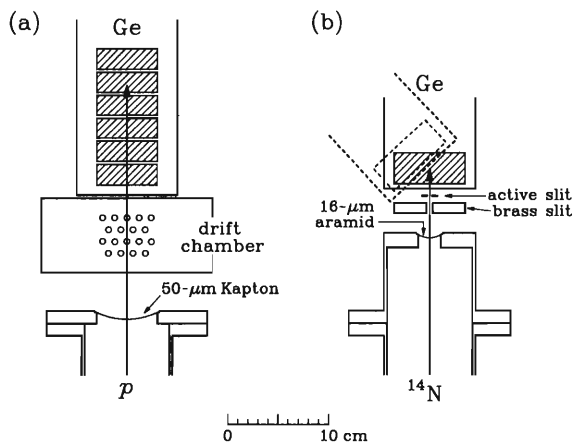 (a)
Ge
drift
chamber
50-μm Kapton
p
(b)
Ge
active slit
brass slit
16-μm
aramid
¹⁴N
0
10 cm